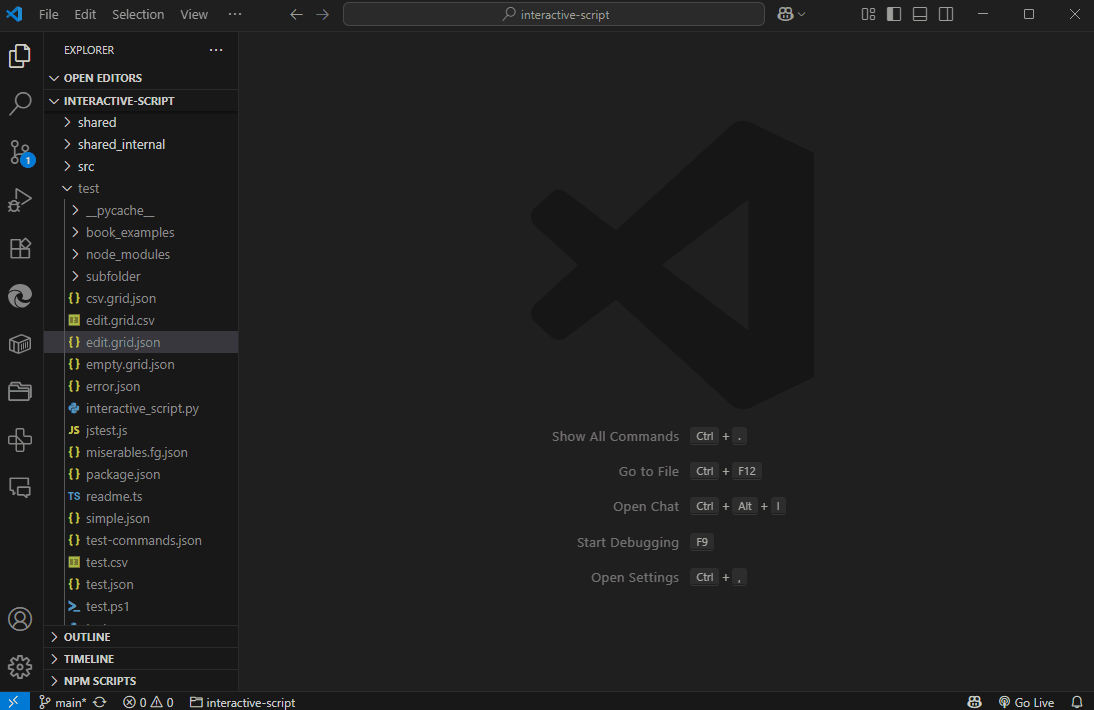 File Edit Selection View ···
interactive-script
EXPLORER ···
OPEN EDITORS
INTERACTIVE-SCRIPT
shared
shared_internal
src
1
test
__pycache__
book_examples
node_modules
subfolder
{} csv.grid.json
edit.grid.csv
{} edit.grid.json
{} empty.grid.json
{} error.json
interactive_script.py
JS jstest.js
{} miserables.fg.json
{} package.json
TS readme.ts
{} simple.json
{} test-commands.json
test.csv
{} test.json
test.ps1
Show All Commands Ctrl + .
Go to File Ctrl + F12
Open Chat Ctrl + Alt + I
Start Debugging F9
Open Settings Ctrl + ,
OUTLINE
TIMELINE
NPM SCRIPTS
main* 0 0 interactive-script Go Live